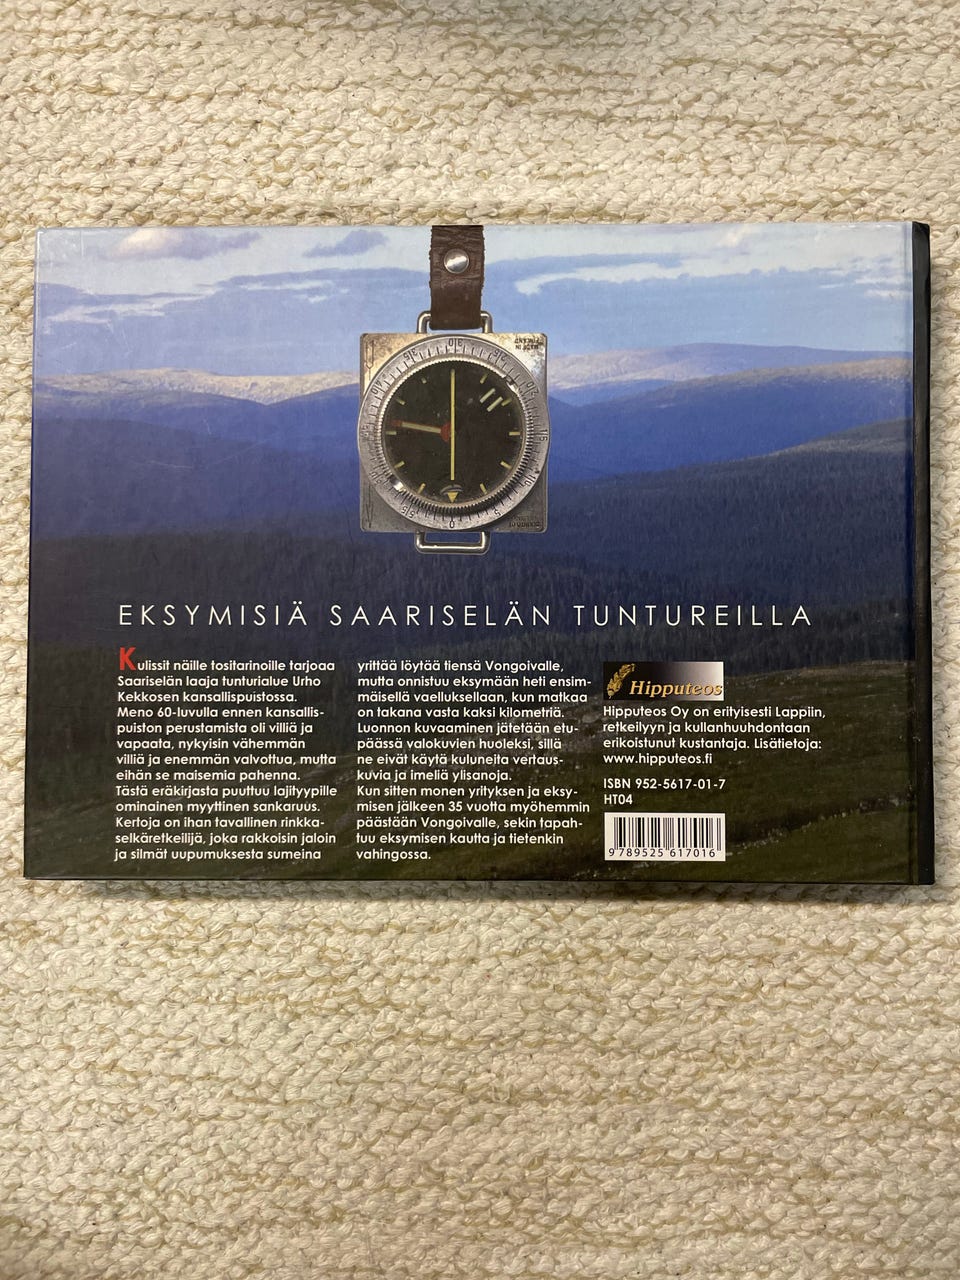 MADE IN
FINLAND
EKSYMISIÄ SAARISELÄN TUNTUREILLA
Kulissit näille tositarinoille tarjoaa
Saariselän laaja tunturialue Urho
Kekkosen kansallispuistossa.
Meno 60-luvulla ennen kansallis-
puiston perustamista oli villiä ja
vapaata, nykyisin vähemmän
villiä ja enemmän valvottua, mutta
eihän se maisemia pahenna.
Tästä eräkirjasta puuttuu lajityypille
ominainen myyttinen sankaruus.
Kertoja on ihan tavallinen rinkka-
selkäretkeilijä, joka rakkoisin jaloin
ja silmät uupumuksesta sumeina
yrittää löytää tiensä Vongoivalle,
mutta onnistuu eksymään heti ensim-
mäisellä vaelluksellaan, kun matkaa
on takana vasta kaksi kilometriä.
Luonnon kuvaaminen jätetään etu-
päässä valokuvien huoleksi, sillä
ne eivät käytä kuluneita vertaus-
kuvia ja imeliä ylisanoja.
Kun sitten monen yrityksen ja eksy-
misen jälkeen 35 vuotta myöhemmin
päästään Vongoivalle, sekin tapah-
tuu eksymisen kautta ja tietenkin
vahingossa.
Hipputeos
Hipputeos Oy on erityisesti Lappiin,
retkeilyyn ja kullanhuuhdontaan
erikoistunut kustantaja. Lisätietoja:
www.hipputeos.fi
ISBN 952-5617-01-7
HT04
9 789525 617016